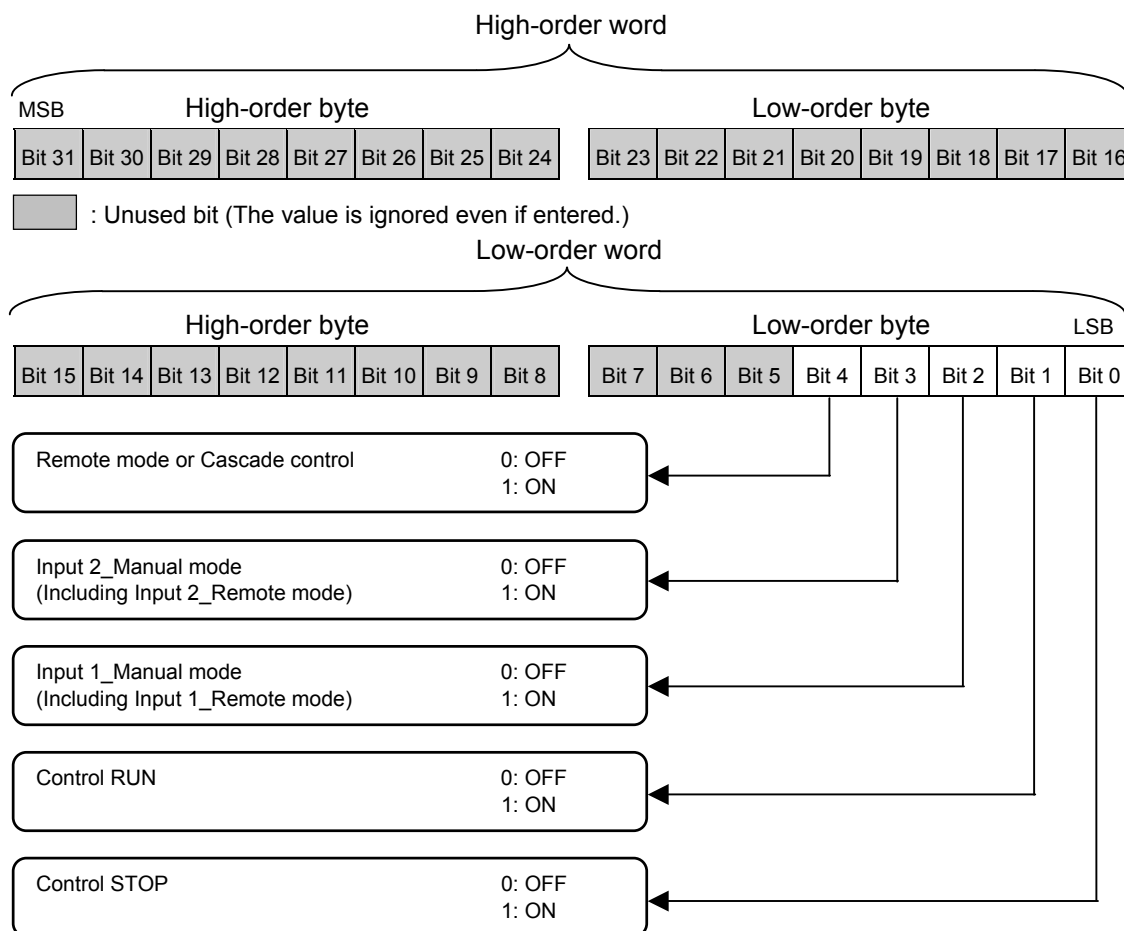 High-order word
MSB High-order byte Low-order byte
Bit 31 Bit 30 Bit 29 Bit 28 Bit 27 Bit 26 Bit 25 Bit 24 Bit 23 Bit 22 Bit 21 Bit 20 Bit 19 Bit 18 Bit 17 Bit 16
: Unused bit (The value is ignored even if entered.)
Low-order word
High-order byte Low-order byte LSB
Bit 15 Bit 14 Bit 13 Bit 12 Bit 11 Bit 10 Bit 9 Bit 8 Bit 7 Bit 6 Bit 5 Bit 4 Bit 3 Bit 2 Bit 1 Bit 0
Remote mode or Cascade control 0: OFF
1: ON
Input 2_Manual mode 0: OFF
(Including Input 2_Remote mode) 1: ON
Input 1_Manual mode 0: OFF
(Including Input 1_Remote mode) 1: ON
Control RUN 0: OFF
1: ON
Control STOP 0: OFF
1: ON